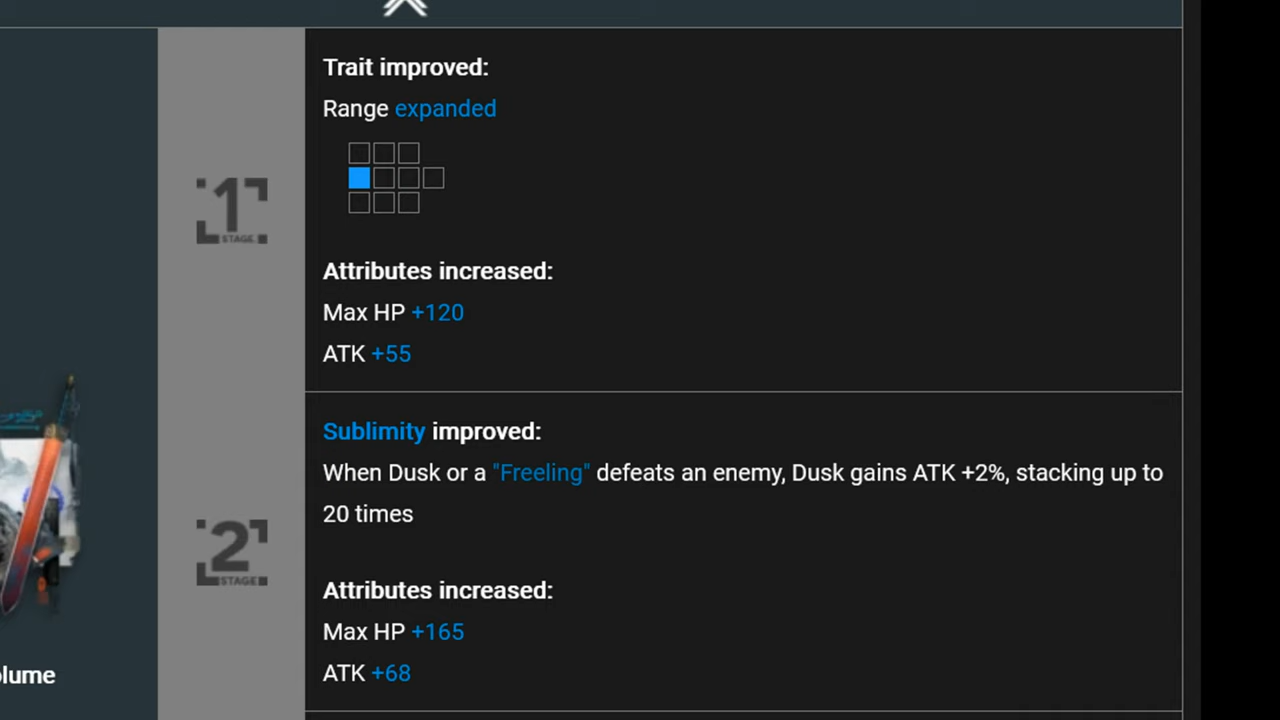 Trait improved:
Range expanded
1
STAGE
Attributes increased:
Max HP +120
ATK +55
Sublimity improved:
When Dusk or a "Freeling" defeats an enemy, Dusk gains ATK +2%, stacking up to
20 times
2
STAGE
Attributes increased:
Max HP +165
ATK +68
olume